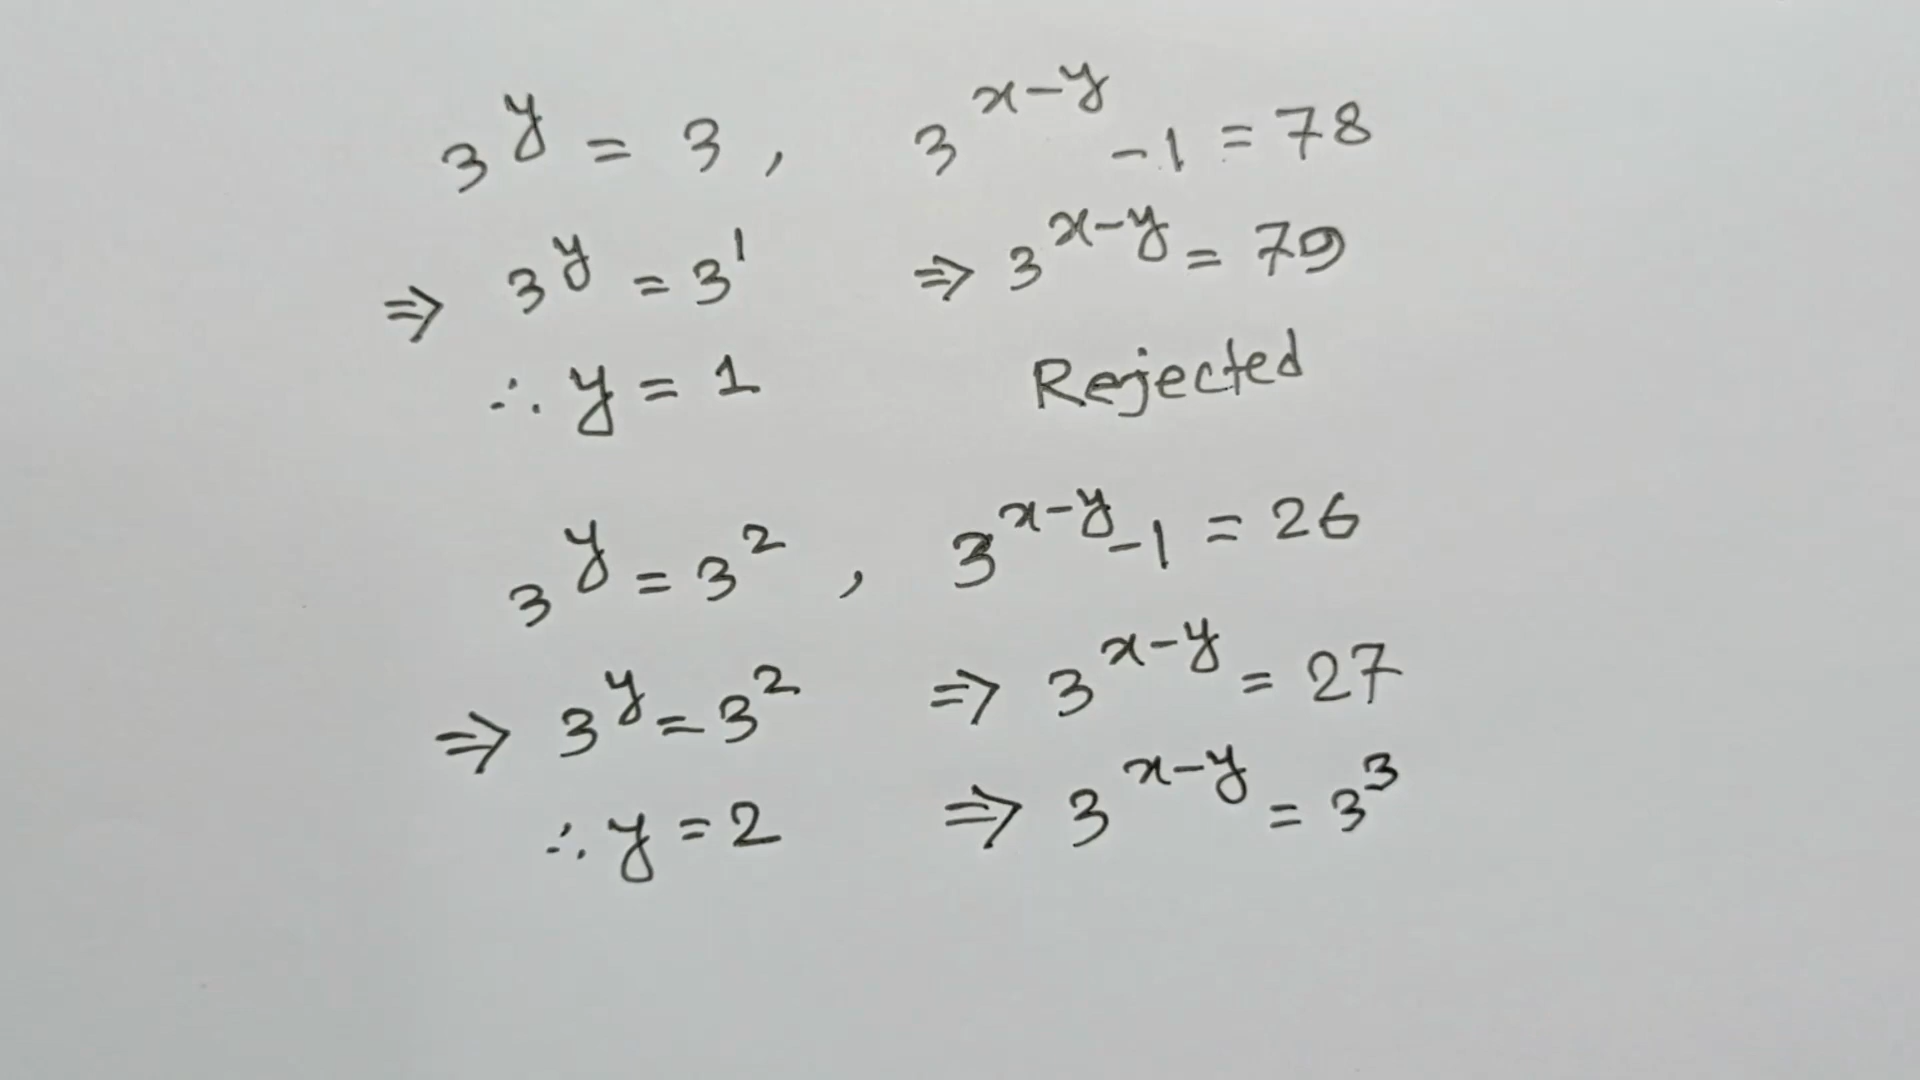 3^y = 3, 3^{x-y} - 1 = 78
⇒ 3^y = 3^1 ⇒ 3^{x-y} = 79
∴ y = 1 Rejected
3^y = 3^2, 3^{x-y} - 1 = 26
⇒ 3^y = 3^2 ⇒ 3^{x-y} = 27
∴ y = 2 ⇒ 3^{x-y} = 3^3